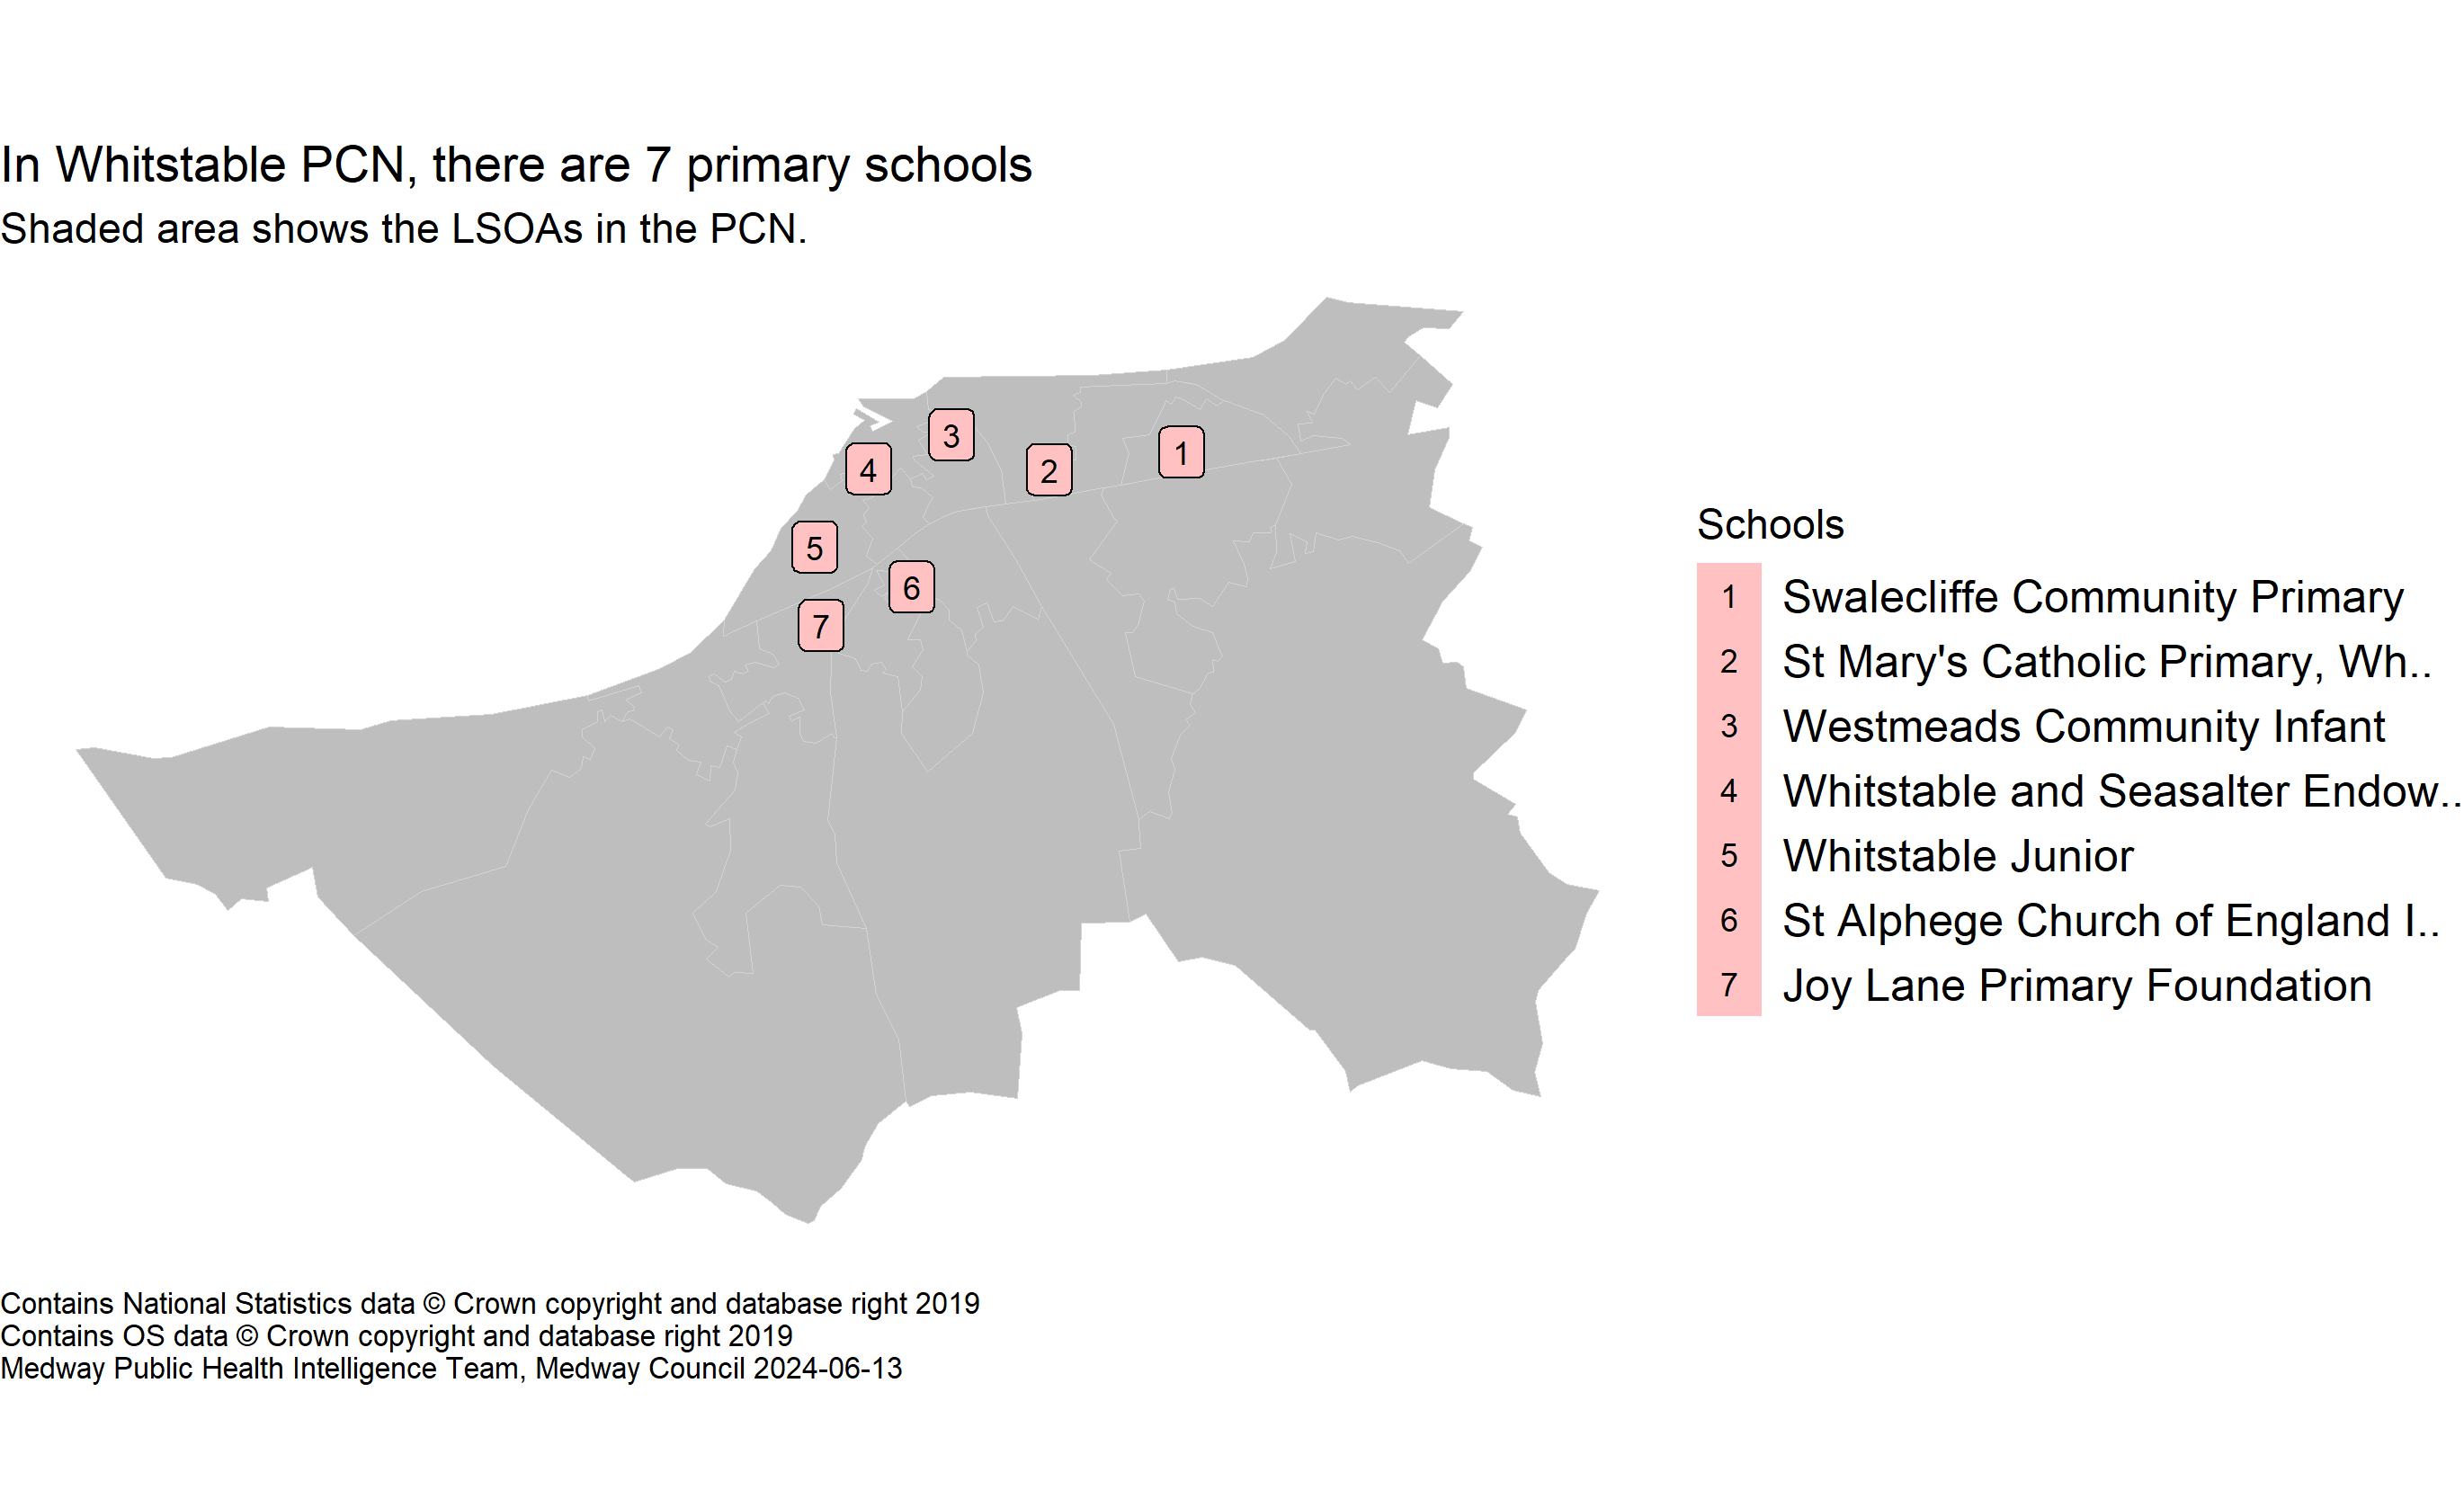 In Whitstable PCN, there are 7 primary schools
Shaded area shows the LSOAs in the PCN.
3
4
2
1
5
6
7
Schools
1 Swalecliffe Community Primary
2 St Mary's Catholic Primary, Wh..
3 Westmeads Community Infant
4 Whitstable and Seasalter Endow..
5 Whitstable Junior
6 St Alphege Church of England I..
7 Joy Lane Primary Foundation
Contains National Statistics data © Crown copyright and database right 2019
Contains OS data © Crown copyright and database right 2019
Medway Public Health Intelligence Team, Medway Council 2024-06-13